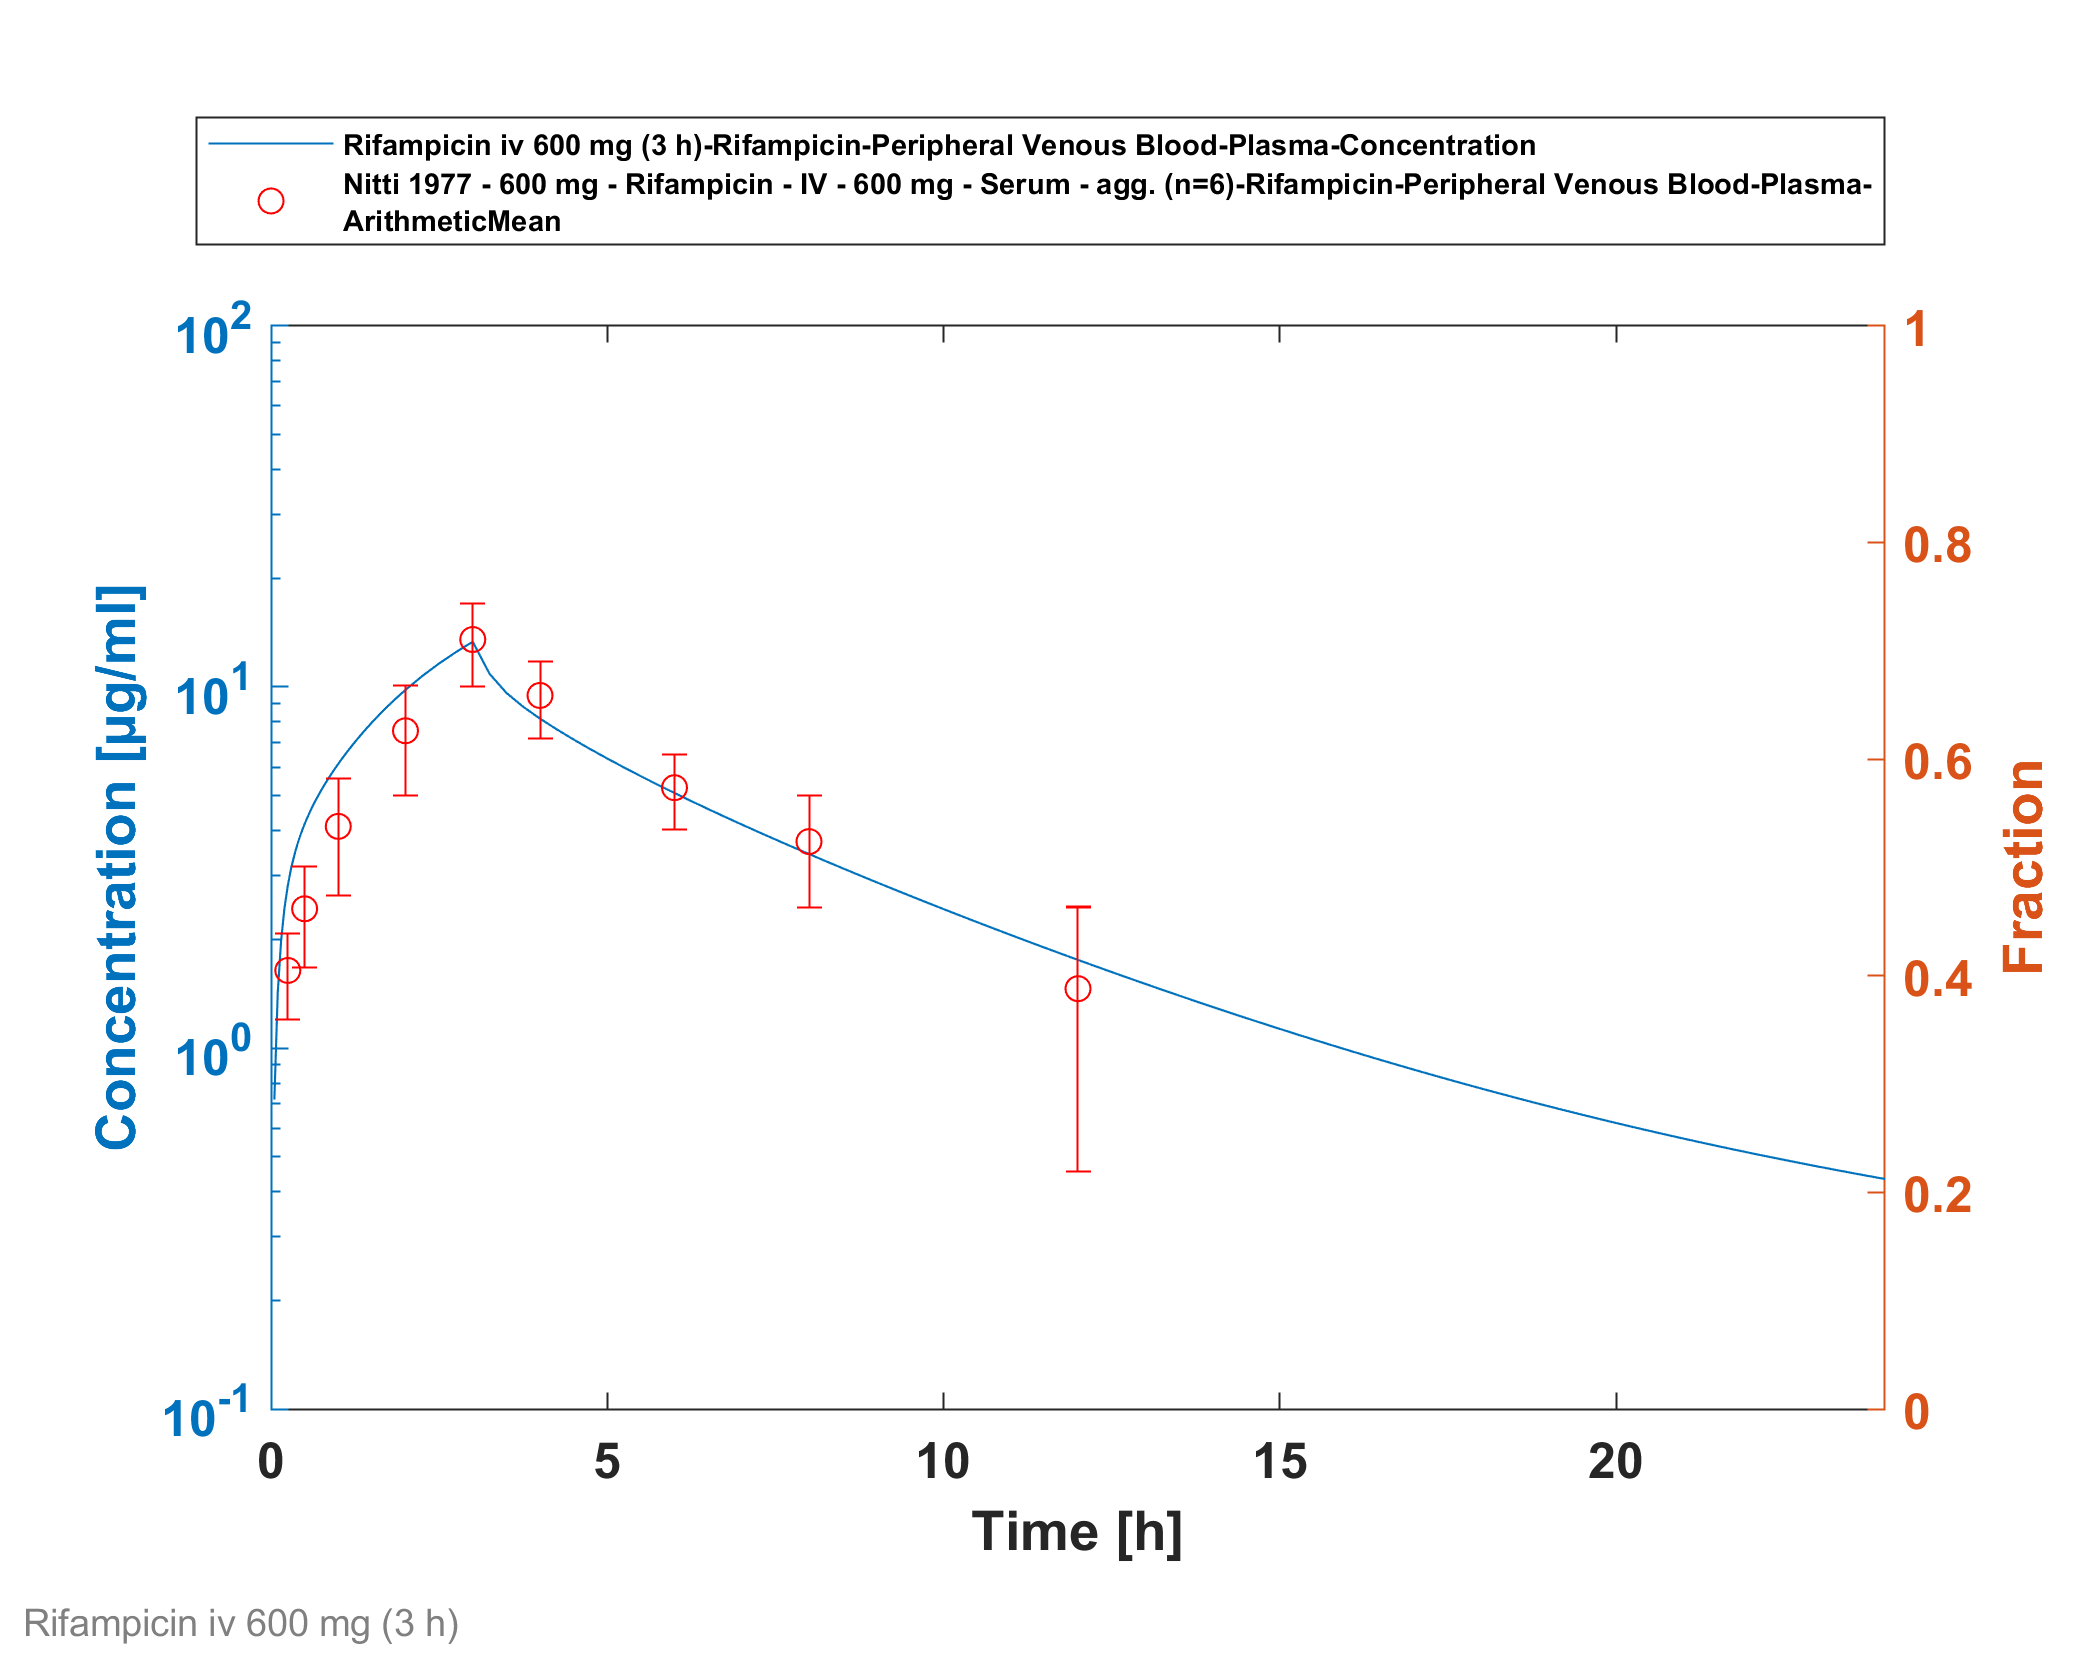 Rifampicin iv 600 mg (3 h)-Rifampicin-Peripheral Venous Blood-Plasma-Concentration
Nitti 1977 - 600 mg - Rifampicin - IV - 600 mg - Serum - agg. (n=6)-Rifampicin-Peripheral Venous Blood-Plasma-
ArithmeticMean
10^2
10^1
10^0
10^-1
Concentration [µg/ml]
1
0.8
0.6
0.4
0.2
0
Fraction
0 5 10 15 20
Time [h]
Rifampicin iv 600 mg (3 h)